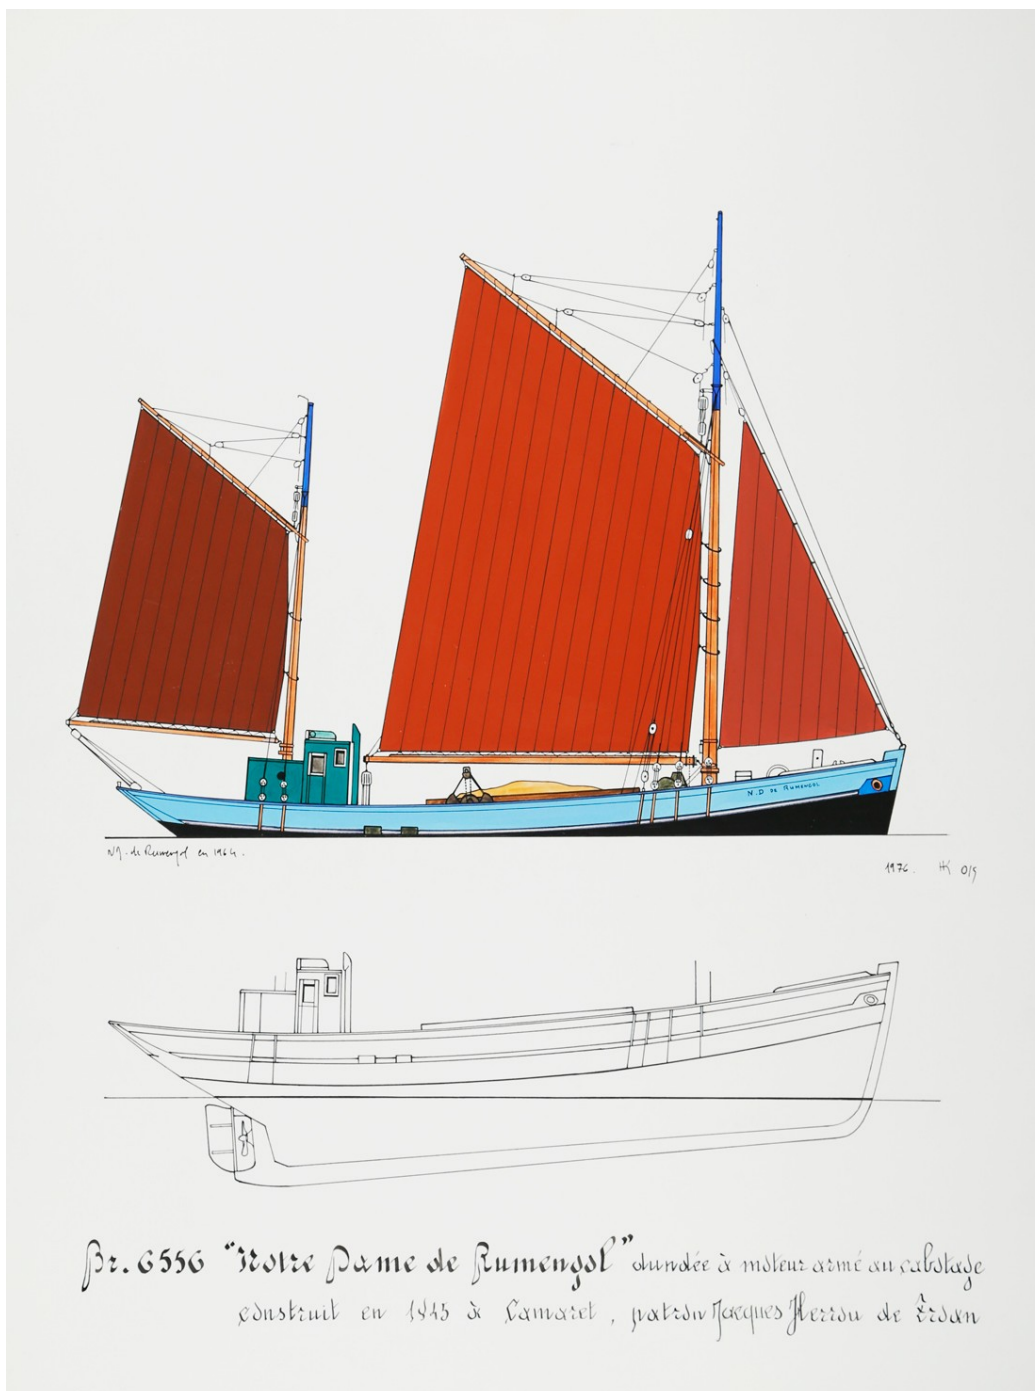 N.D DE RUMENGOL
N.D. de Rumengol en 1964.
1976. HK 0/5
Br. 6556 "Notre Dame de Rumengol" dundée à moteur armé au cabotage
construit en 1945 à Camaret, patron Jacques Herrou de Tréan